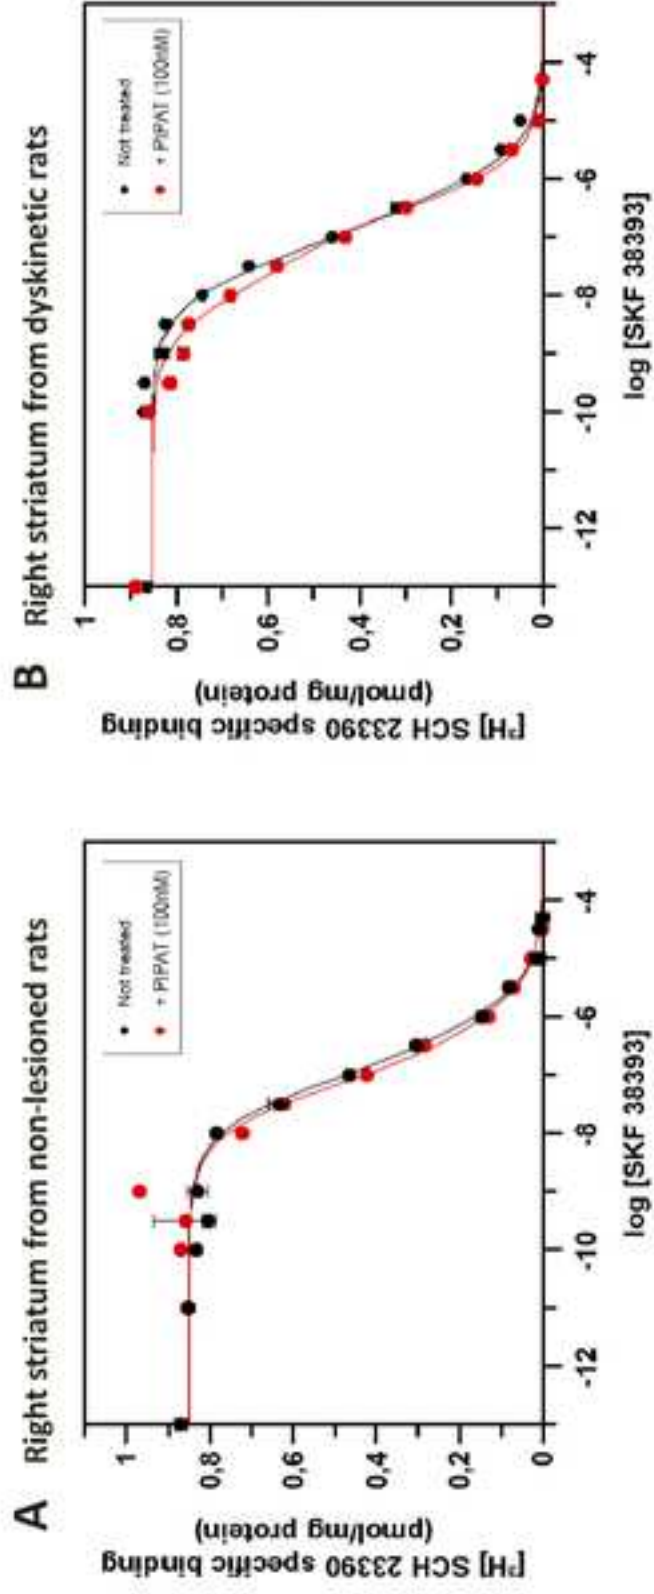 A
Right striatum from non-lesioned rats
Not treated
+ PIPAT (100nM)
[³H] SCH 23390 specific binding
(pmol/mg protein)
1
0,8
0,6
0,4
0,2
0
-12
-10
-8
-6
-4
log [SKF 38393]
B
Right striatum from dyskinetic rats
Not treated
+ PIPAT (100nM)
[³H] SCH 23390 specific binding
(pmol/mg protein)
1
0,8
0,6
0,4
0,2
0
-12
-10
-8
-6
-4
log [SKF 38393]